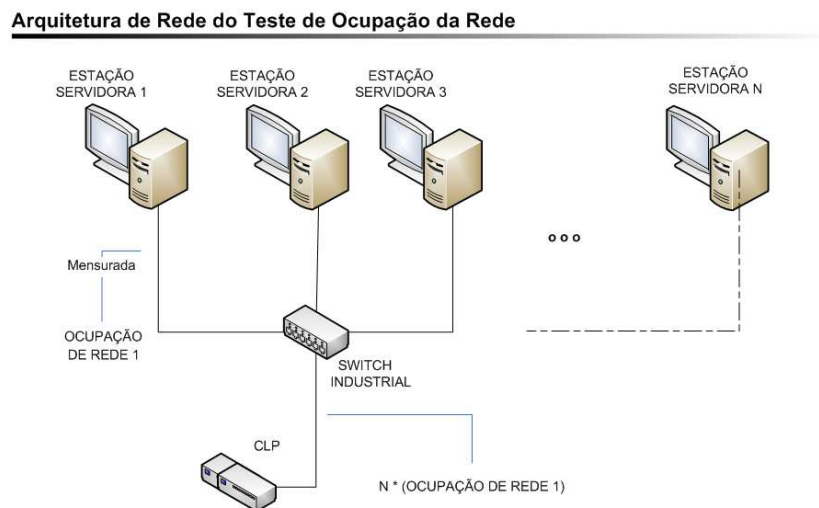 Arquitetura de Rede do Teste de Ocupação da Rede
ESTAÇÃO
SERVIDORA 1
ESTAÇÃO
SERVIDORA 2
ESTAÇÃO
SERVIDORA 3
ESTAÇÃO
SERVIDORA N
o o o
Mensurada
OCUPAÇÃO
DE REDE 1
SWITCH
INDUSTRIAL
CLP
N * (OCUPAÇÃO DE REDE 1)